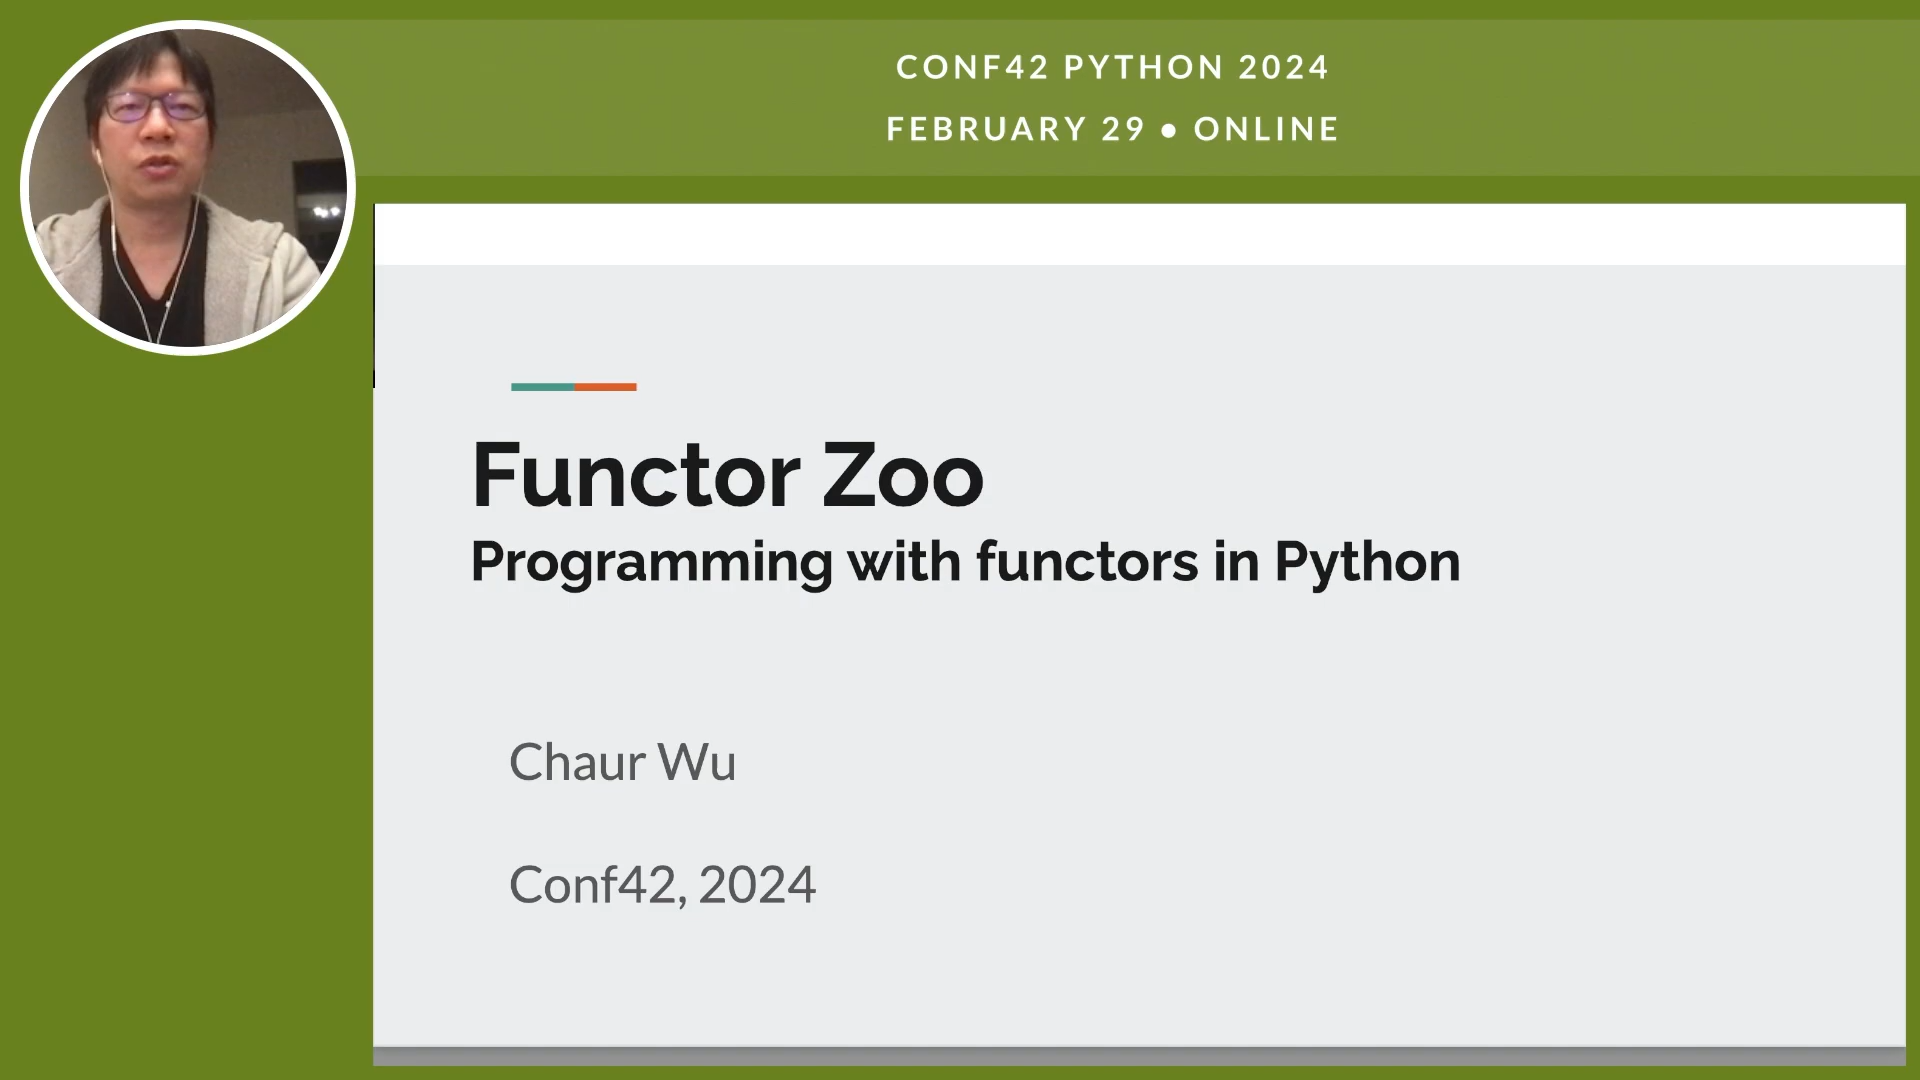 CONF42 PYTHON 2024
FEBRUARY 29 ● ONLINE
Functor Zoo
Programming with functors in Python
Chaur Wu
Conf42, 2024